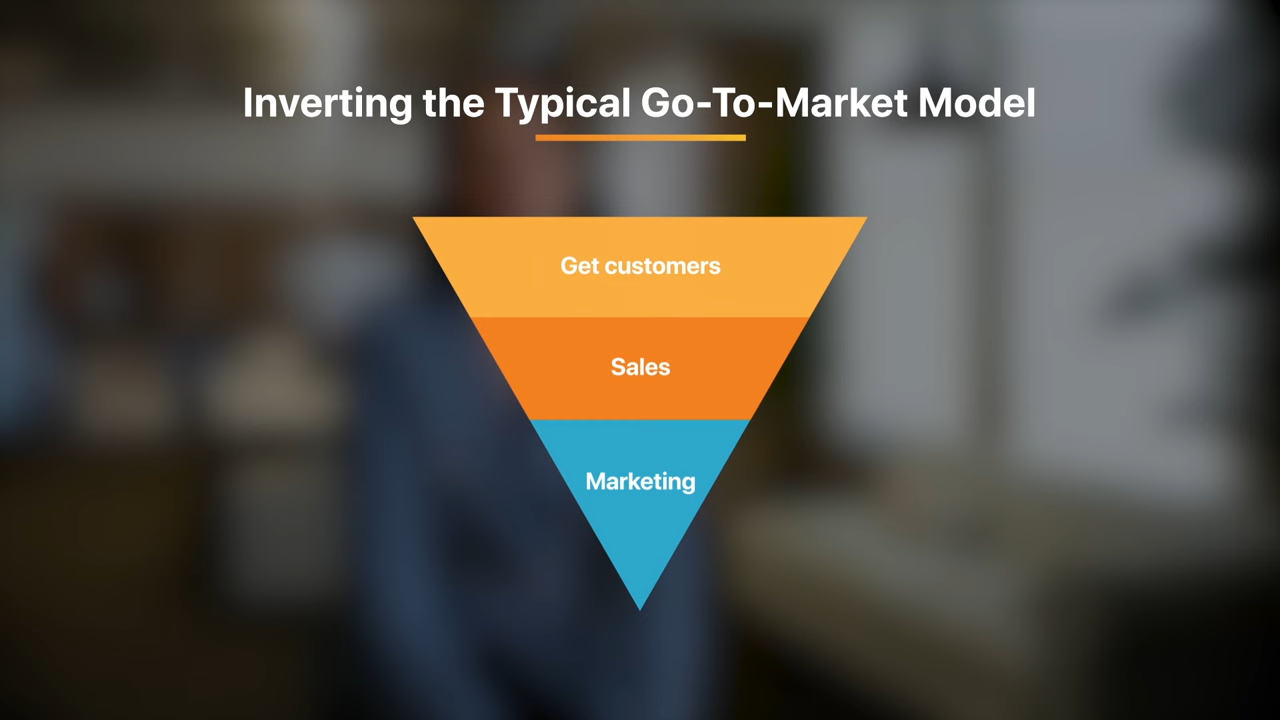 Inverting the Typical Go-To-Market Model
Get customers
Sales
Marketing